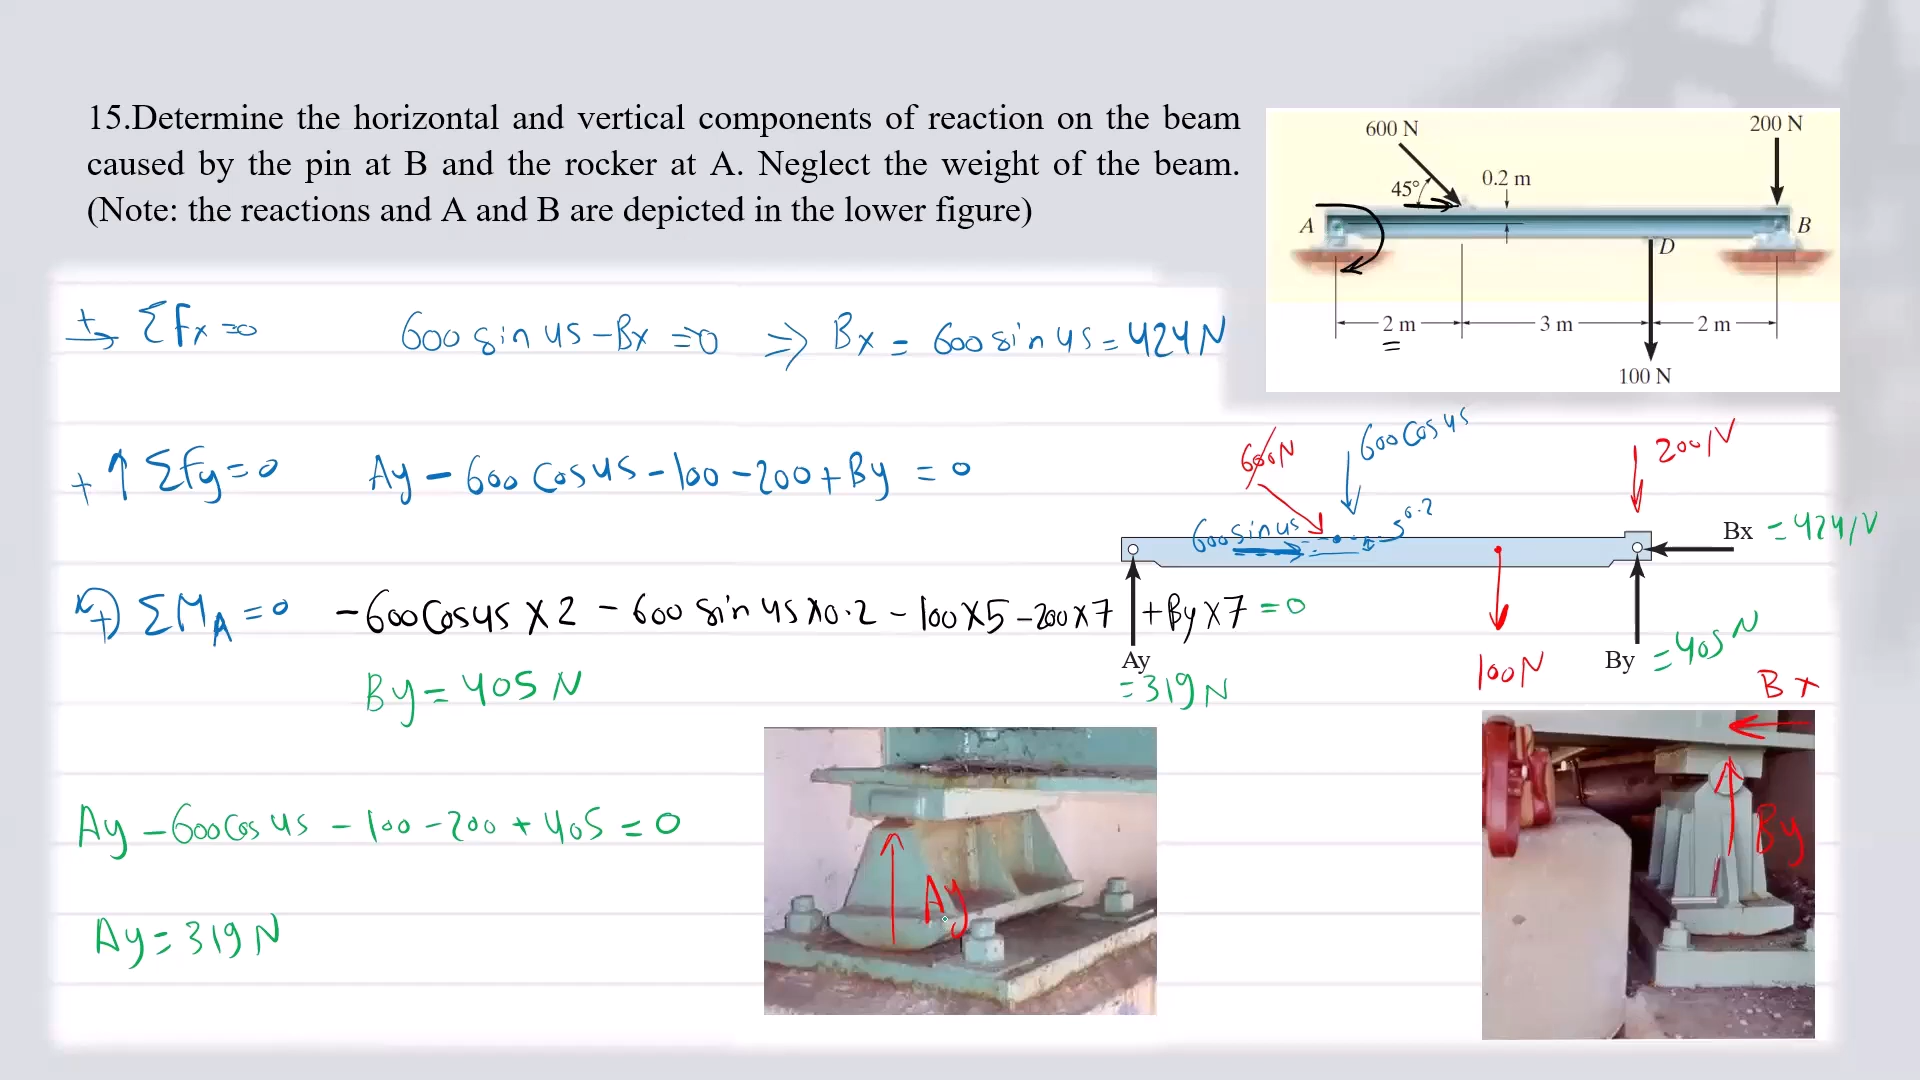 15.Determine the horizontal and vertical components of reaction on the beam
caused by the pin at B and the rocker at A. Neglect the weight of the beam.
(Note: the reactions and A and B are depicted in the lower figure)
600 N
200 N
45°
0.2 m
A
B
D
2 m
3 m
2 m
=
100 N
+→ ΣFx=0 600 sin 45 - Bx = 0 => Bx = 600 sin 45 = 424 N
+↑ ΣFy=0 Ay - 600 Cos 45 - 100 - 200 + By = 0
600N
600 Cos 45
200N
600 sin 45
0.2
Bx = 424N
+ ΣMA=0 -600 Cos 45 X 2 - 600 sin 45 X 0.2 - 100 X 5 - 200 X 7 + By X 7 = 0
By = 405 N
Ay
= 319 N
100N
By = 405 N
Bx
Ay - 600 Cos 45 - 100 - 200 + 405 = 0
Ay = 319 N
Ay
By